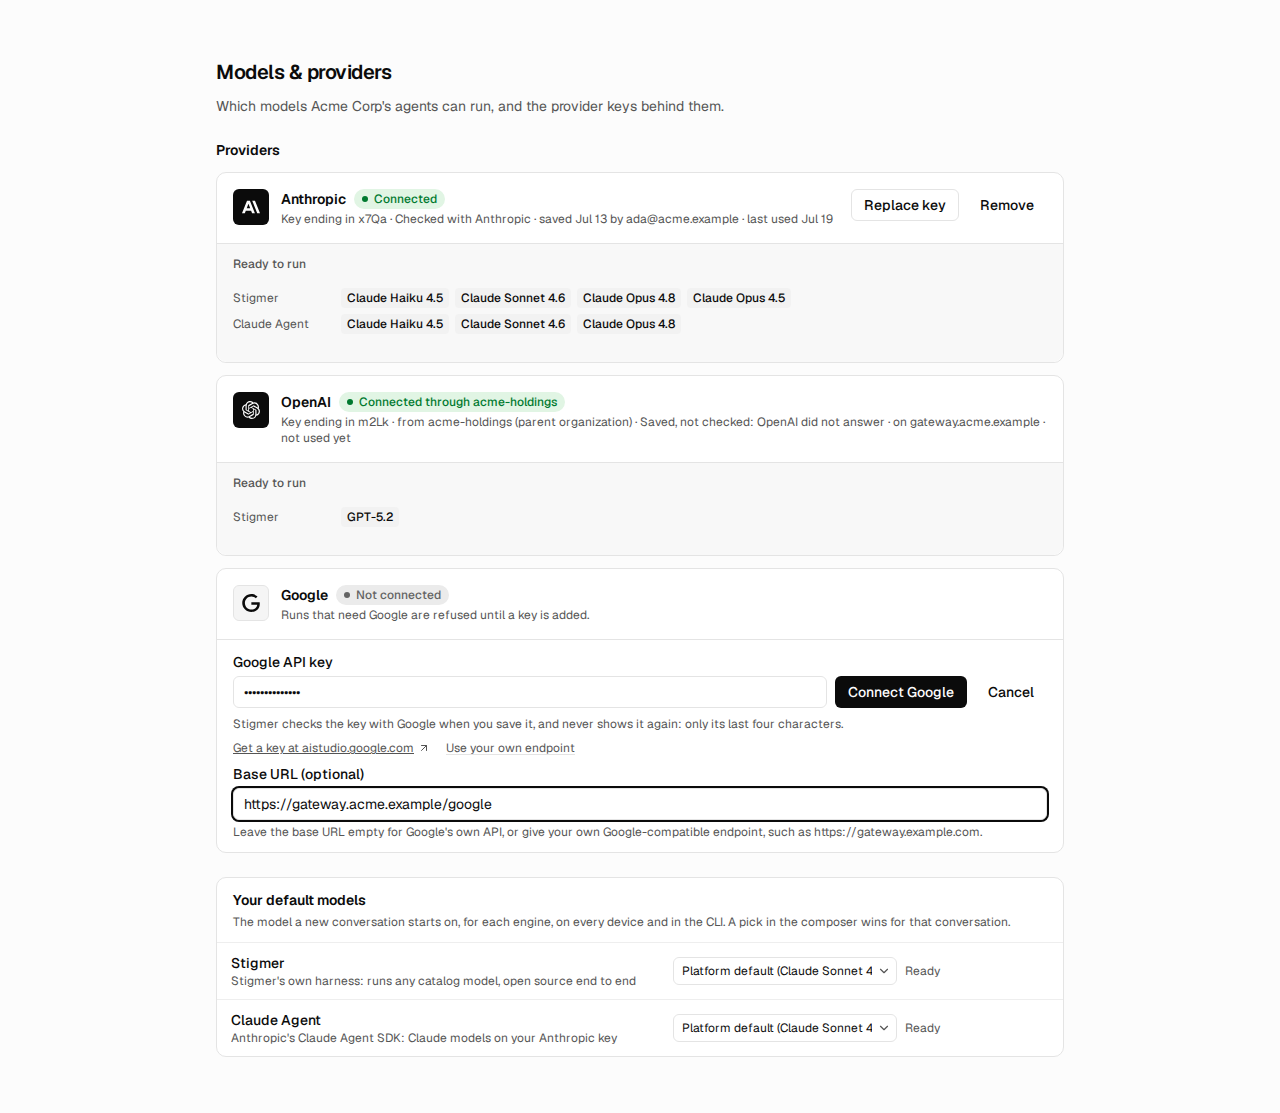 Models & providers
Which models Acme Corp's agents can run, and the provider keys behind them.
Providers
Anthropic Connected
Key ending in x7Qa · Checked with Anthropic · saved Jul 13 by ada@acme.example · last used Jul 19
Replace key Remove
Ready to run
Stigmer Claude Haiku 4.5 Claude Sonnet 4.6 Claude Opus 4.8 Claude Opus 4.5
Claude Agent Claude Haiku 4.5 Claude Sonnet 4.6 Claude Opus 4.8
OpenAI Connected through acme-holdings
Key ending in m2Lk · from acme-holdings (parent organization) · Saved, not checked: OpenAI did not answer · on gateway.acme.example ·
not used yet
Ready to run
Stigmer GPT-5.2
Google Not connected
Runs that need Google are refused until a key is added.
Google API key
••••••••••••••
Connect Google Cancel
Stigmer checks the key with Google when you save it, and never shows it again: only its last four characters.
Get a key at aistudio.google.com Use your own endpoint
Base URL (optional)
https://gateway.acme.example/google
Leave the base URL empty for Google's own API, or give your own Google-compatible endpoint, such as https://gateway.example.com.
Your default models
The model a new conversation starts on, for each engine, on every device and in the CLI. A pick in the composer wins for that conversation.
Stigmer
Stigmer's own harness: runs any catalog model, open source end to end
Platform default (Claude Sonnet 4 Ready
Claude Agent
Anthropic's Claude Agent SDK: Claude models on your Anthropic key
Platform default (Claude Sonnet 4 Ready